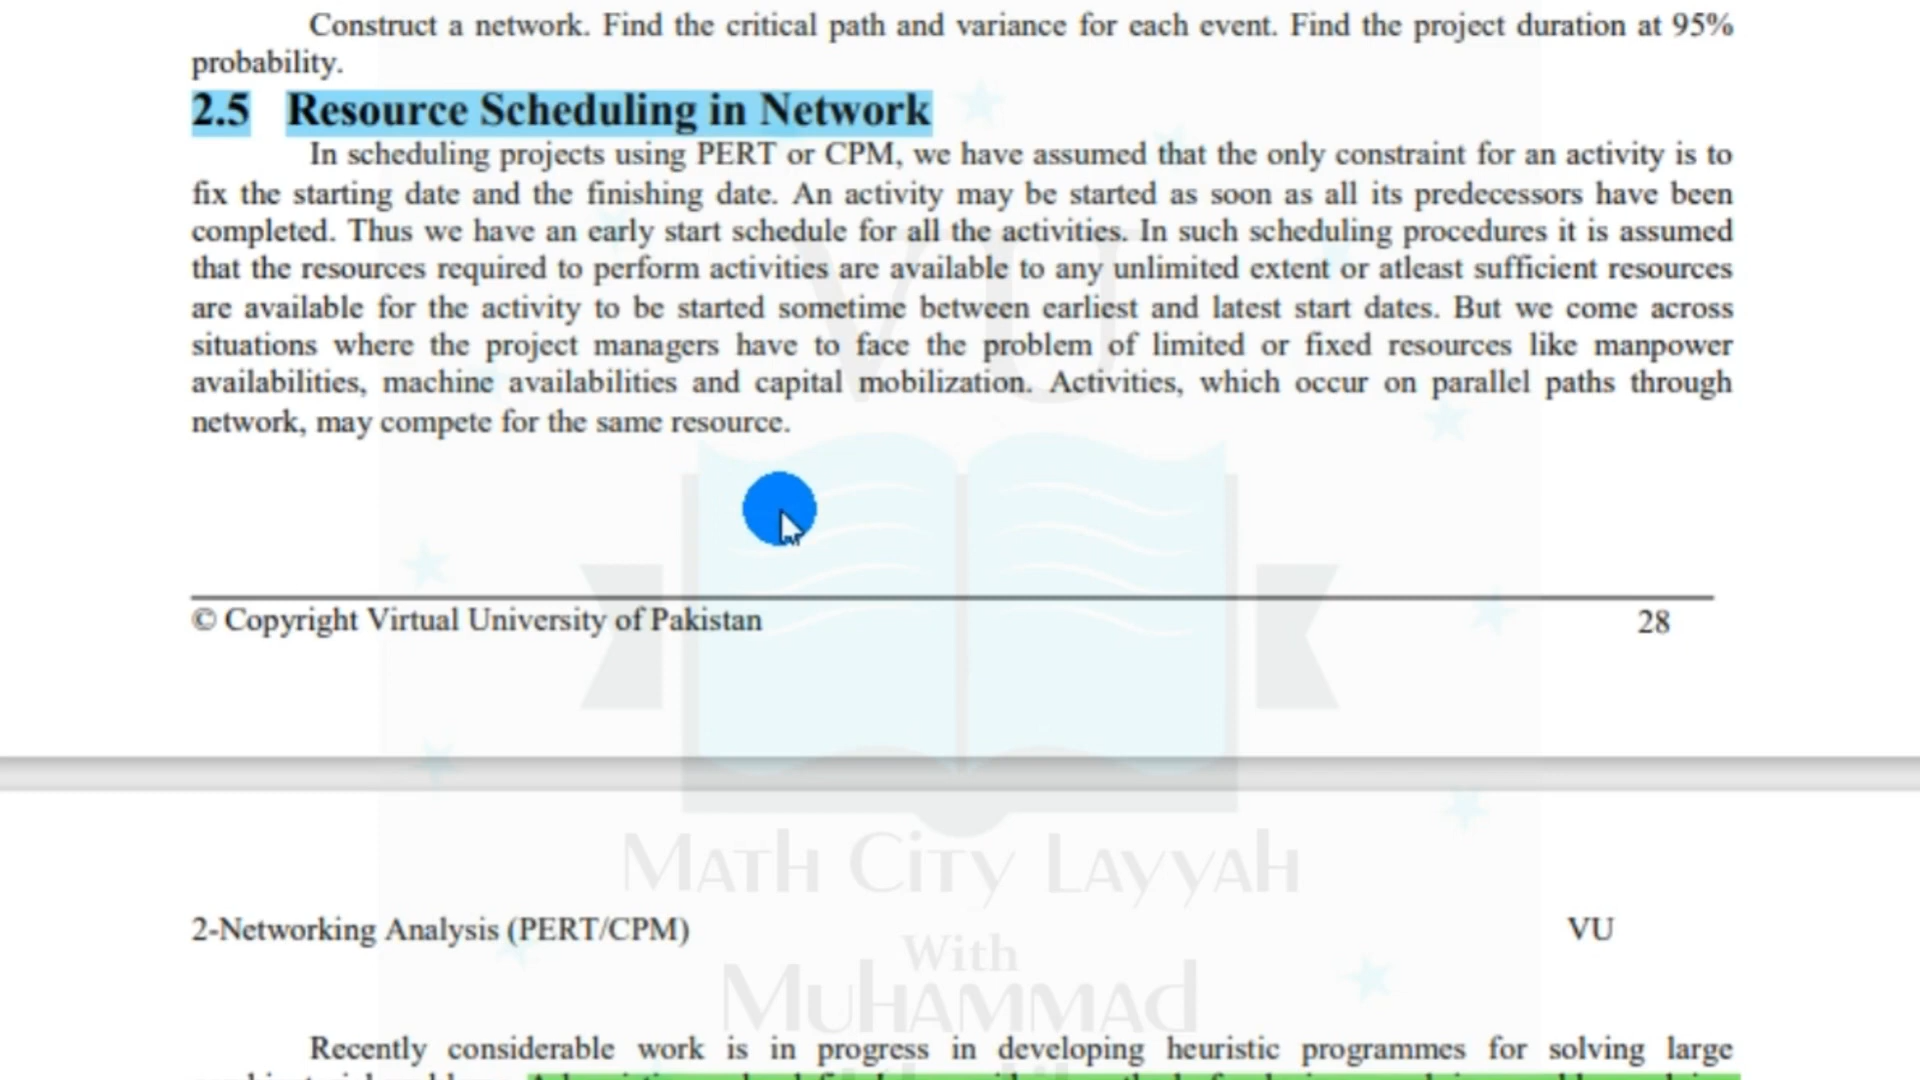 Construct a network. Find the critical path and variance for each event. Find the project duration at 95%
probability.
2.5 Resource Scheduling in Network
In scheduling projects using PERT or CPM, we have assumed that the only constraint for an activity is to
fix the starting date and the finishing date. An activity may be started as soon as all its predecessors have been
completed. Thus we have an early start schedule for all the activities. In such scheduling procedures it is assumed
that the resources required to perform activities are available to any unlimited extent or atleast sufficient resources
are available for the activity to be started sometime between earliest and latest start dates. But we come across
situations where the project managers have to face the problem of limited or fixed resources like manpower
availabilities, machine availabilities and capital mobilization. Activities, which occur on parallel paths through
network, may compete for the same resource.
VU
© Copyright Virtual University of Pakistan 28
Math City Layyah
2-Networking Analysis (PERT/CPM) VU
With
Muhammad
Recently considerable work is in progress in developing heuristic programmes for solving large